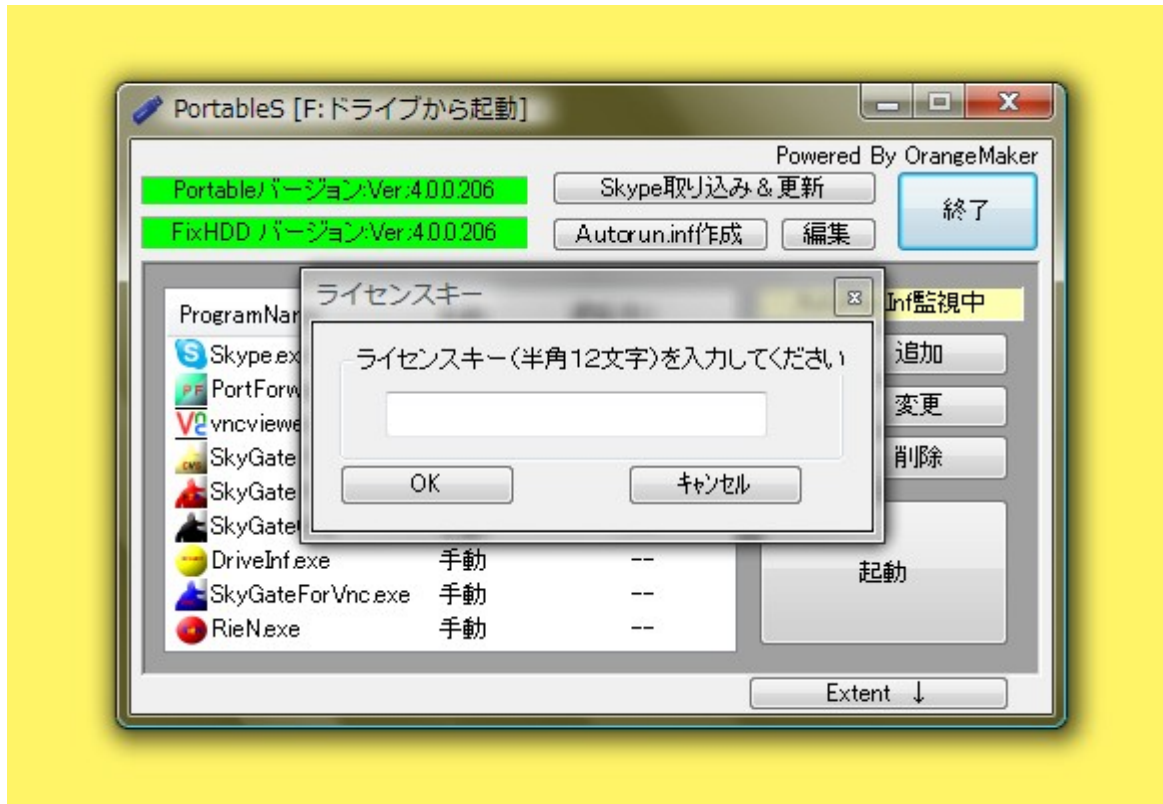 PortableS [F:ドライブから起動]
Powered By OrangeMaker
Portableバージョン:Ver:4.0.0.206
Skype取り込み & 更新
終了
FixHDD バージョン:Ver:4.0.0.206
Autorun.inf作成
編集
ライセンスキー
Inf監視中
ライセンスキー(半角12文字)を入力してください
追加
Skype.ex
PortForw
変更
vncviewe
SkyGate
削除
OK
キャンセル
SkyGate
SkyGate
DriveInf.exe 手動 --
起動
SkyGateForVnc.exe 手動 --
RieN.exe 手動 --
Extent ↓